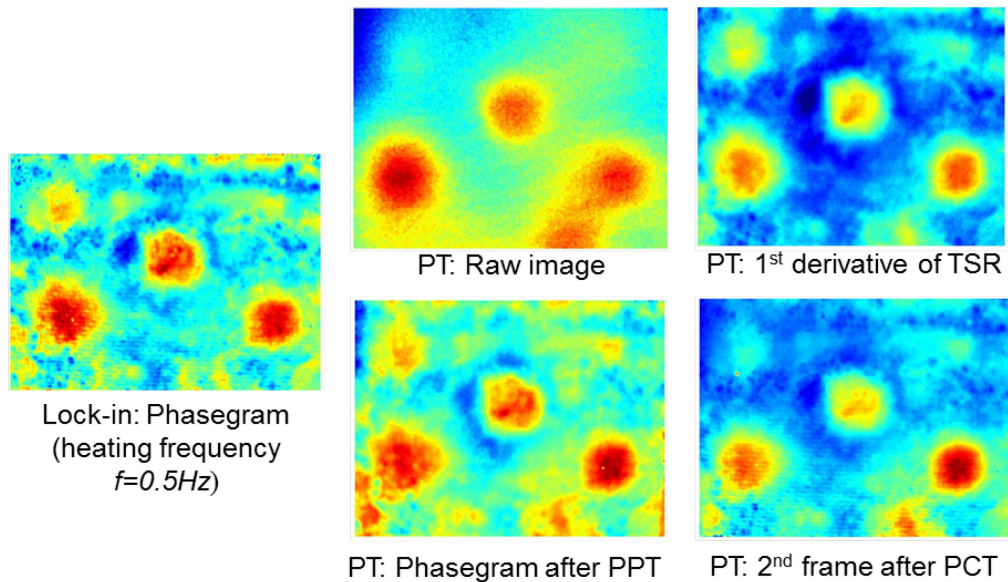 PT: Raw image
PT: 1st derivative of TSR
Lock-in: Phasegram
(heating frequency
f=0.5Hz)
PT: Phasegram after PPT
PT: 2nd frame after PCT